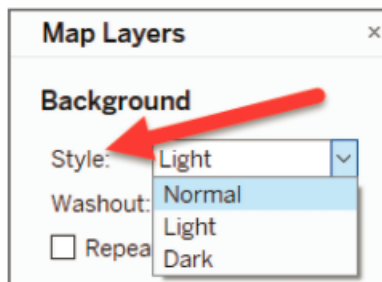 Map Layers ×
Background
Style: Light
Washout: Normal
Light
Repea Dark